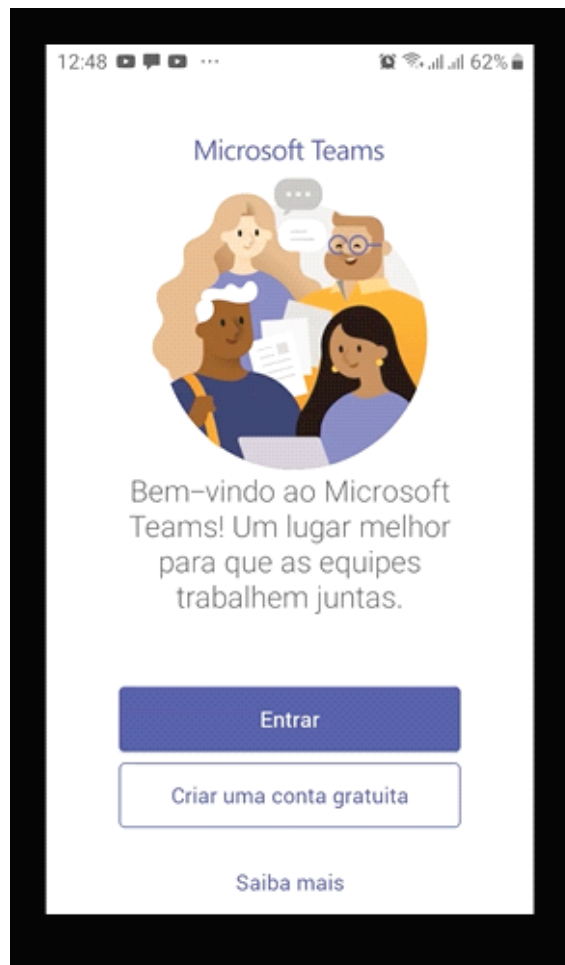 12:48 ... 62%
Microsoft Teams
Bem-vindo ao Microsoft
Teams! Um lugar melhor
para que as equipes
trabalhem juntas.
Entrar
Criar uma conta gratuita
Saiba mais